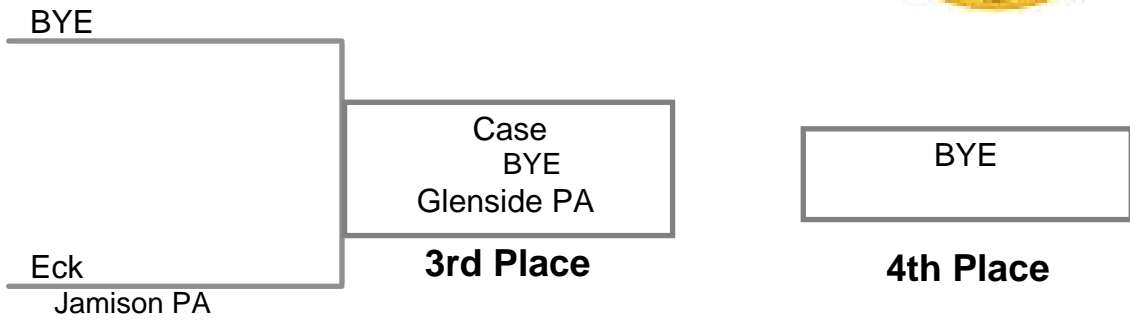 BYE
Case
BYE
Glenside PA
3rd Place
BYE
4th Place
Eck
Jamison PA